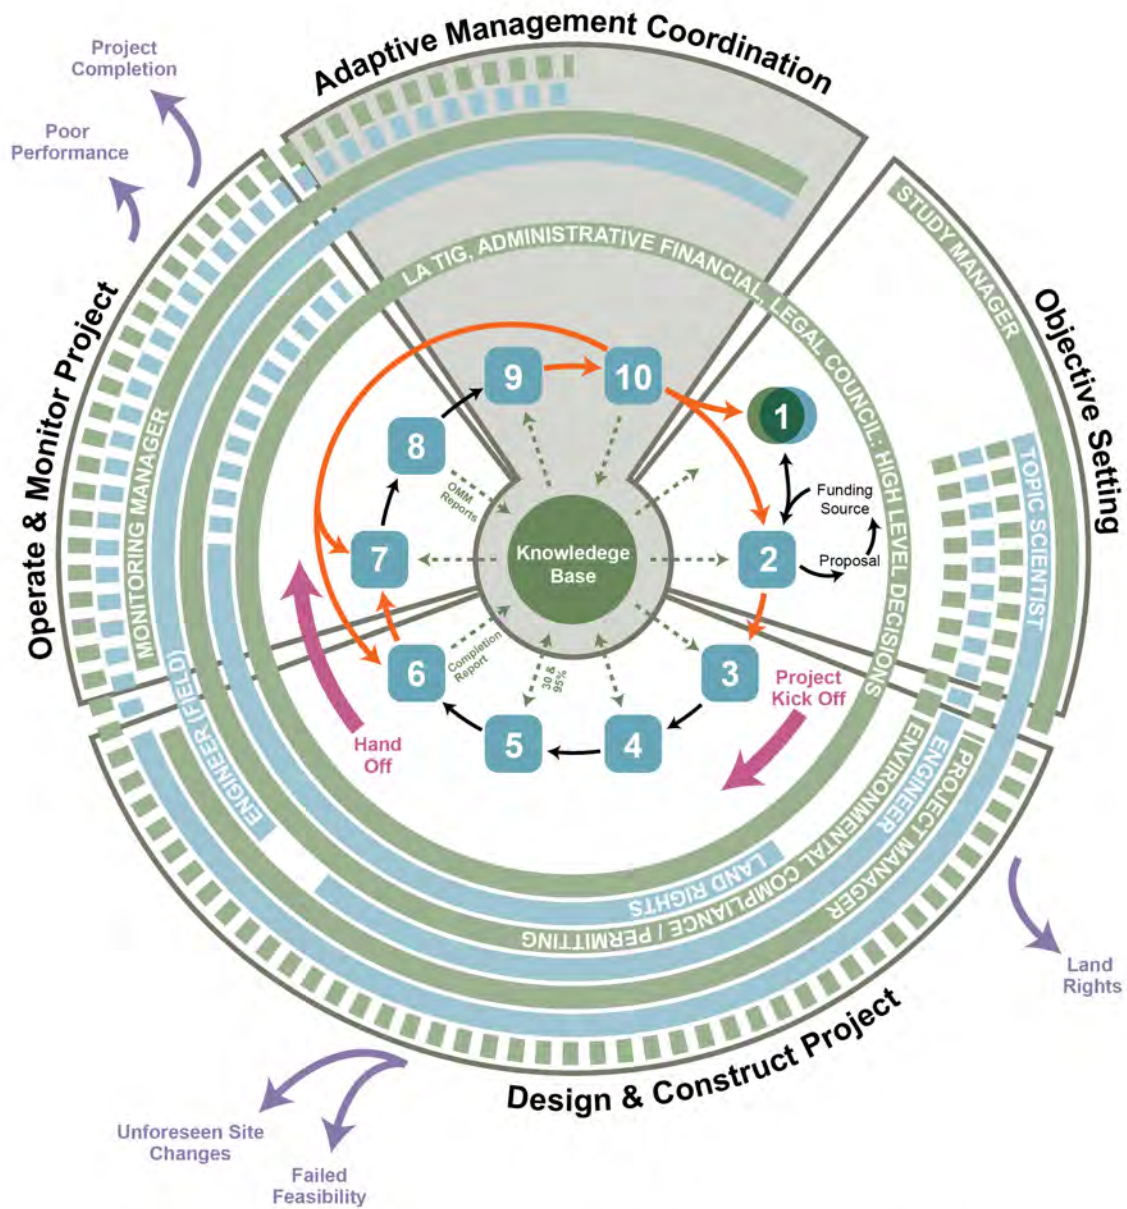 Adaptive Management Coordination
Project
Completion
Poor
Performance
Operate & Monitor Project
Objective Setting
Design & Construct Project
STUDY MANAGER
TOPIC SCIENTIST
LA TIG, ADMINISTRATIVE FINANCIAL, LEGAL COUNCIL: HIGH LEVEL DECISIONS
MONITORING MANAGER
9
10
1
8
OMM
Reports
Funding
Source
7
Knowledege
Base
2
Proposal
6
Completion
Report
30 &
95%
3
Project
Kick Off
5
4
Hand
Off
ENGINEER (FIELD)
LAND RIGHTS
ENVIRONMENTAL COMPLIANCE / PERMITTING
ENGINEER
PROJECT MANAGER
Land
Rights
Unforeseen Site
Changes
Failed
Feasibility